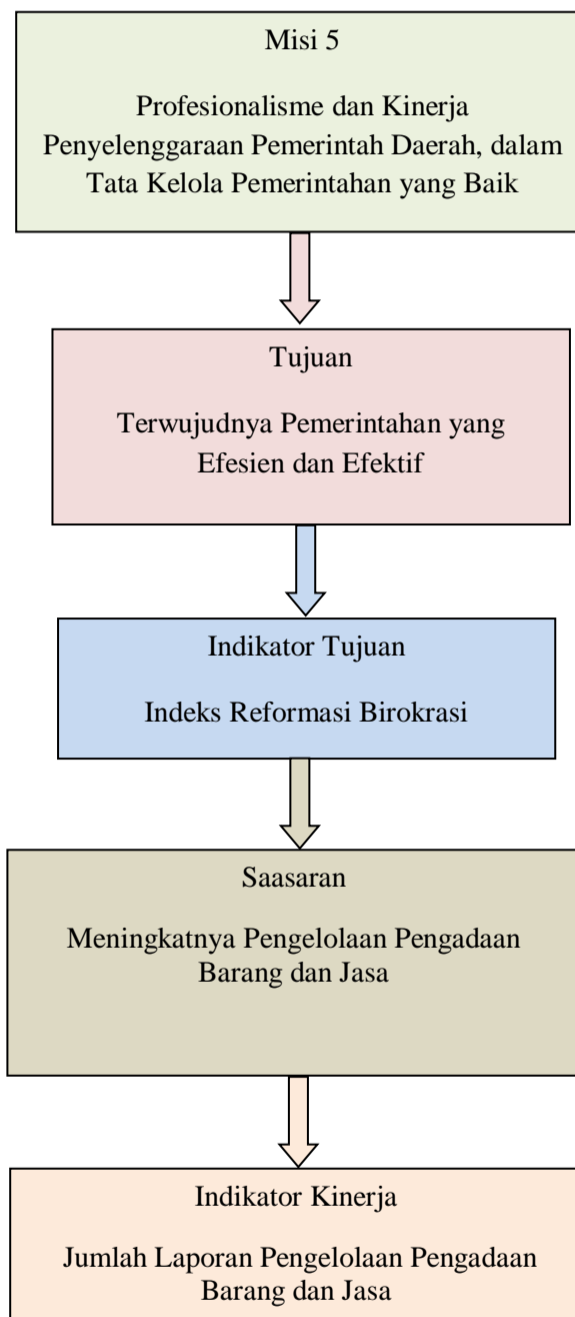 Misi 5
Profesionalisme dan Kinerja
Penyelenggaraan Pemerintah Daerah, dalam
Tata Kelola Pemerintahan yang Baik
Tujuan
Terwujudnya Pemerintahan yang
Efesien dan Efektif
Indikator Tujuan
Indeks Reformasi Birokrasi
Saasaran
Meningkatnya Pengelolaan Pengadaan
Barang dan Jasa
Indikator Kinerja
Jumlah Laporan Pengelolaan Pengadaan
Barang dan Jasa